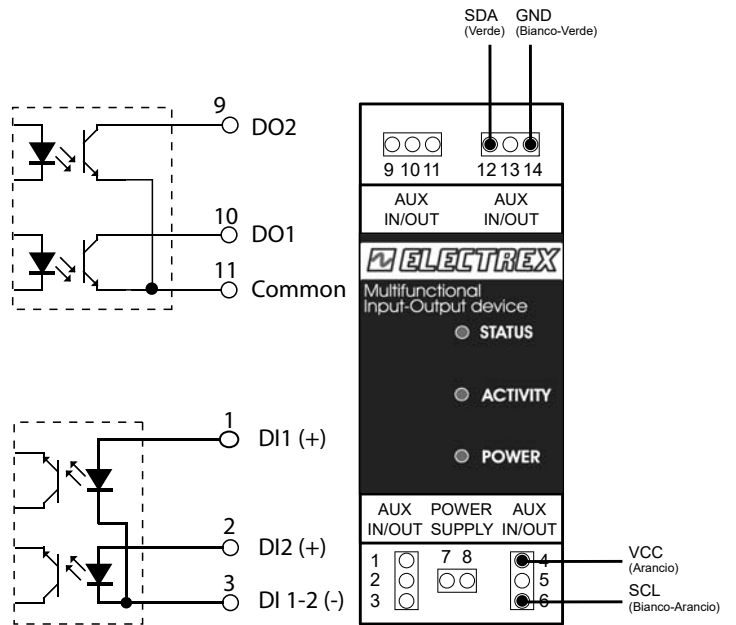 SDA GND
(Verde) (Bianco-Verde)
9
DO2
10
DO1
11
Common
9 10 11
12 13 14
AUX IN/OUT
AUX IN/OUT
ELECTREX
Multifunctional
Input-Output device
STATUS
ACTIVITY
POWER
1
DI1 (+)
2
DI2 (+)
3
DI 1-2 (-)
AUX IN/OUT
POWER SUPPLY
AUX IN/OUT
1
2
3
7 8
4
5
6
VCC
(Arancio)
SCL
(Bianco-Arancio)